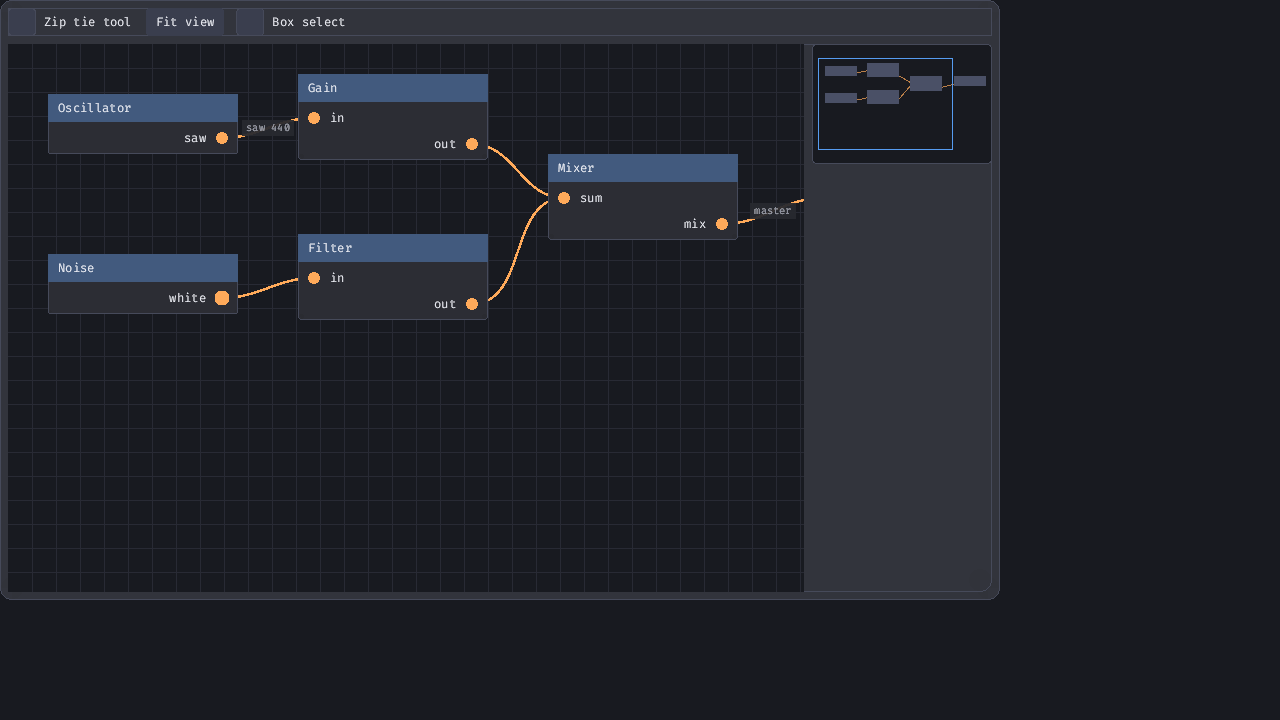 Zip tie tool
Fit view
Box select
Oscillator
saw
saw 440
Gain
in
out
Mixer
sum
mix
master
Noise
white
Filter
in
out